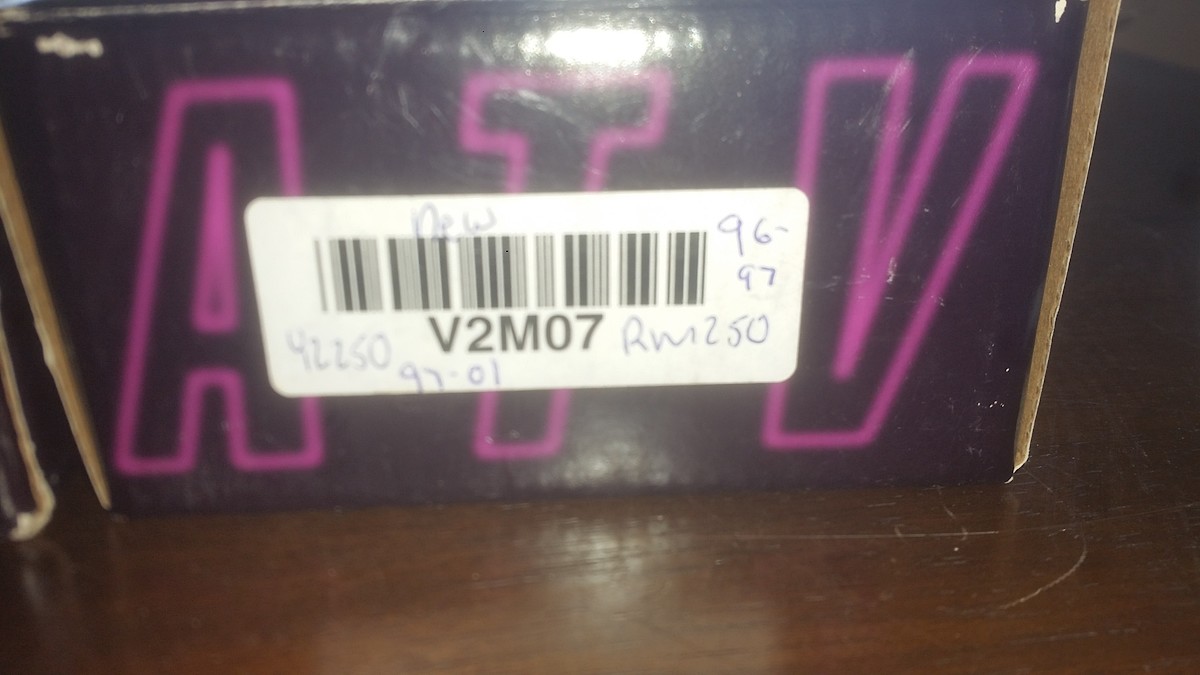 ATV
new
96-
97
V2M07
YZ250
RM250
97-01